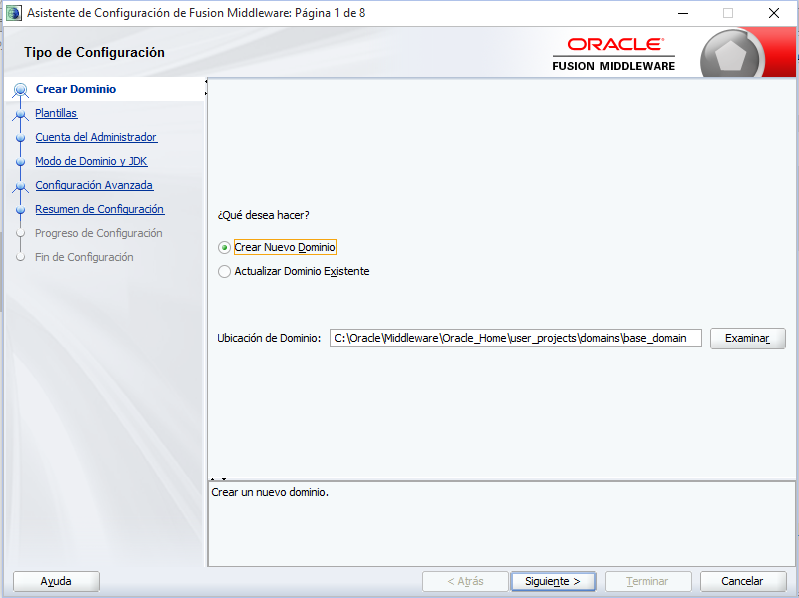 Asistente de Configuración de Fusion Middleware: Página 1 de 8
Tipo de Configuración
ORACLE
FUSION MIDDLEWARE
Crear Dominio
Plantillas
Cuenta del Administrador
Modo de Dominio y JDK
Configuración Avanzada
Resumen de Configuración
Progreso de Configuración
Fin de Configuración
¿Qué desea hacer?
Crear Nuevo Dominio
Actualizar Dominio Existente
Ubicación de Dominio: C:\Oracle\Middleware\Oracle_Home\user_projects\domains\base_domain Examinar
Crear un nuevo dominio.
Ayuda < Atrás Siguiente > Terminar Cancelar